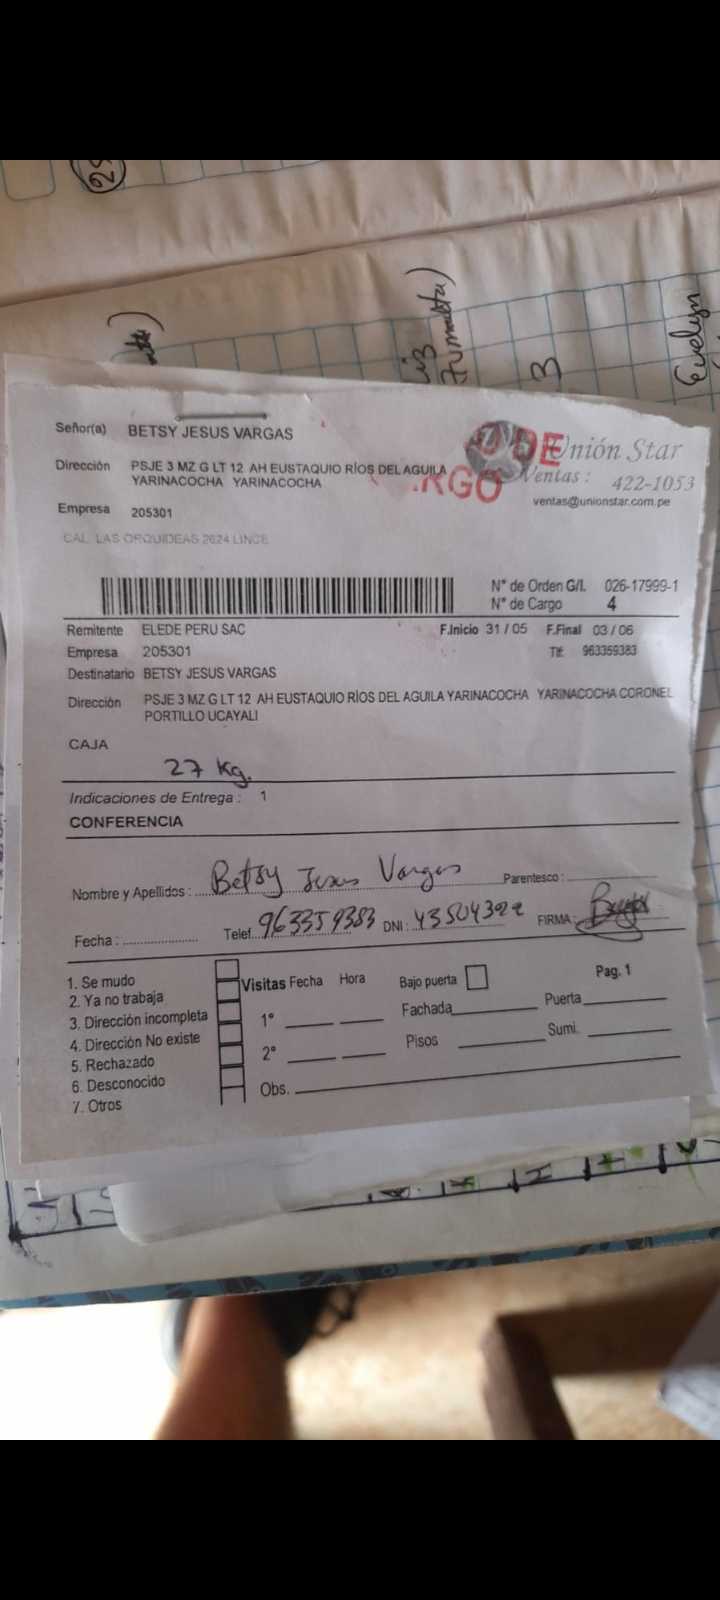 Señor(a) BETSY JESUS VARGAS
Dirección PSJE 3 MZ G LT 12 AH EUSTAQUIO RÍOS DEL AGUILA
YARINACOCHA YARINACOCHA
Empresa 205301
CAL. LAS ORQUIDEAS 2624 LINCE
Unión Star
Ventas : 422-1053
ventas@unionstar.com.pe
N° de Orden G/I. 026-17999-1
N° de Cargo 4
Remitente ELEDE PERU SAC F.Inicio 31 / 05 F.Final 03 / 06
Empresa 205301 Tlf: 963359383
Destinatario BETSY JESUS VARGAS
Dirección PSJE 3 MZ G LT 12 AH EUSTAQUIO RÍOS DEL AGUILA YARINACOCHA YARINACOCHA CORONEL
PORTILLO UCAYALI
CAJA
27 Kg.
Indicaciones de Entrega : 1
CONFERENCIA
Nombre y Apellidos : Betsy Jesus Vargas Parentesco :
Fecha : Telef. 963359383 DNI : 43504322 FIRMA:
1. Se mudo
2. Ya no trabaja
3. Dirección incompleta
4. Dirección No existe
5. Rechazado
6. Desconocido
7. Otros
Visitas Fecha Hora Bajo puerta Pag. 1
1° Fachada Puerta
2° Pisos Sumi.
Obs.
3
Evelyn